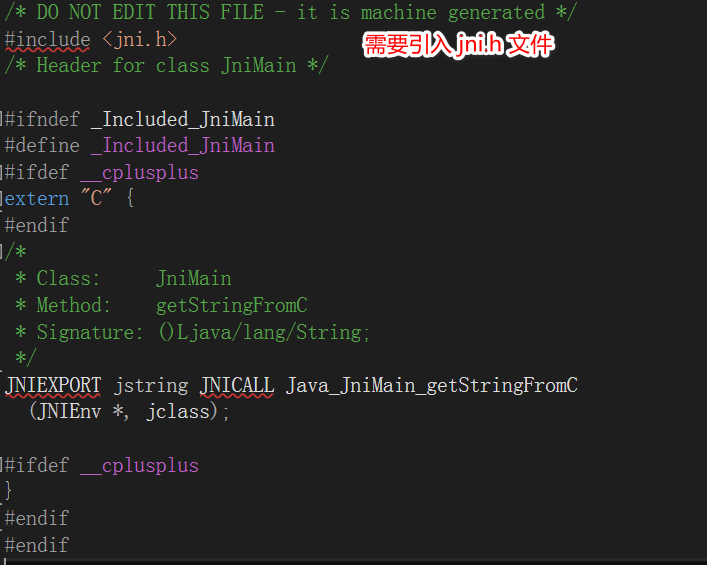 /* DO NOT EDIT THIS FILE - it is machine generated */
#include <jni.h>
需要引入 jni.h 文件
/* Header for class JniMain */
#ifndef _Included_JniMain
#define _Included_JniMain
#ifdef __cplusplus
extern "C" {
#endif
/*
 * Class:     JniMain
 * Method:    getStringFromC
 * Signature: ()Ljava/lang/String;
 */
JNIEXPORT jstring JNICALL Java_JniMain_getStringFromC
  (JNIEnv *, jclass);
#ifdef __cplusplus
}
#endif
#endif